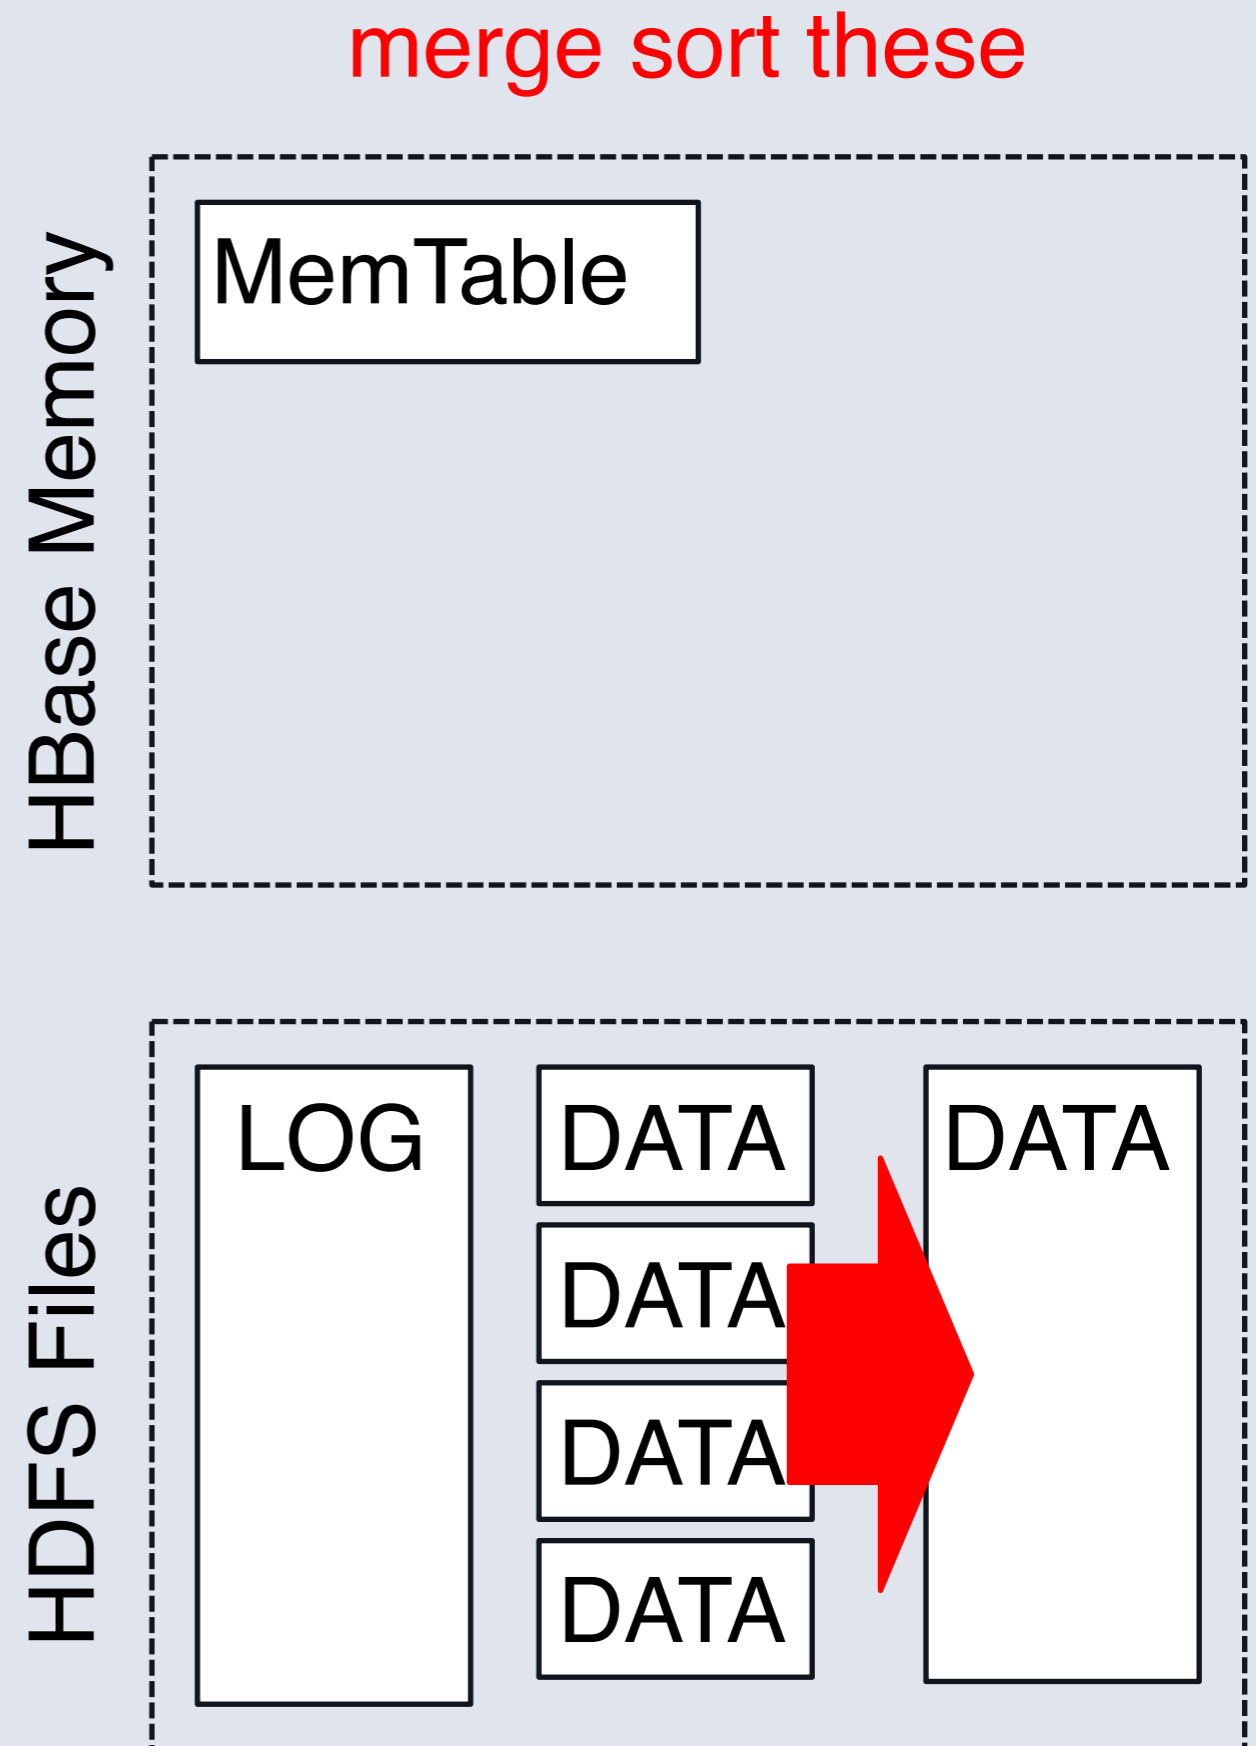 merge sort these
HBase Memory
MemTable
HDFS Files
LOG
DATA
DATA
DATA
DATA
DATA